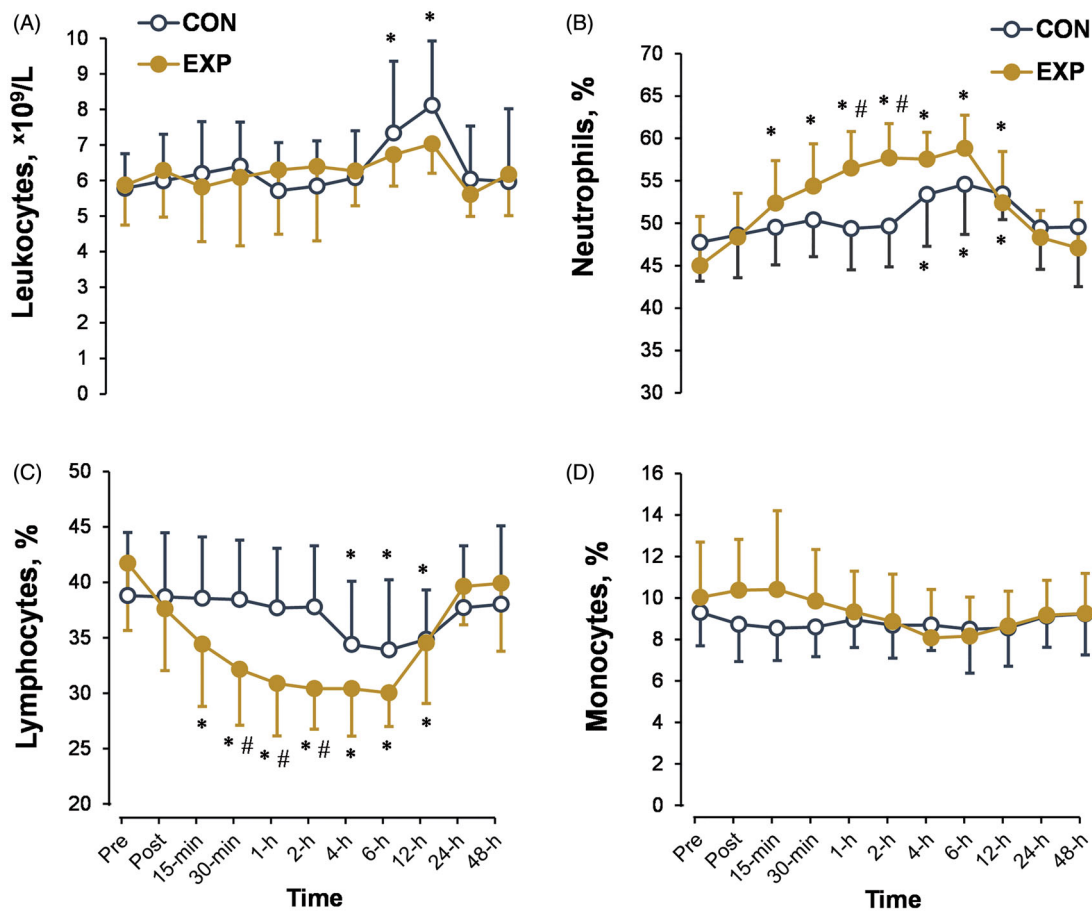 (A)
CON
EXP
Leukocytes, ×10⁹/L
10
9
8
7
6
5
4
3
2
1
0
* *
(B)
CON
EXP
Neutrophils, %
70
65
60
55
50
45
40
35
30
* * * # * # * * *
* * *
(C)
Lymphocytes, %
50
45
40
35
30
25
20
* * *
* * # * # * # * * *
Pre Post 15-min 30-min 1-h 2-h 4-h 6-h 12-h 24-h 48-h
Time
(D)
Monocytes, %
16
14
12
10
8
6
4
2
0
Pre Post 15-min 30-min 1-h 2-h 4-h 6-h 12-h 24-h 48-h
Time